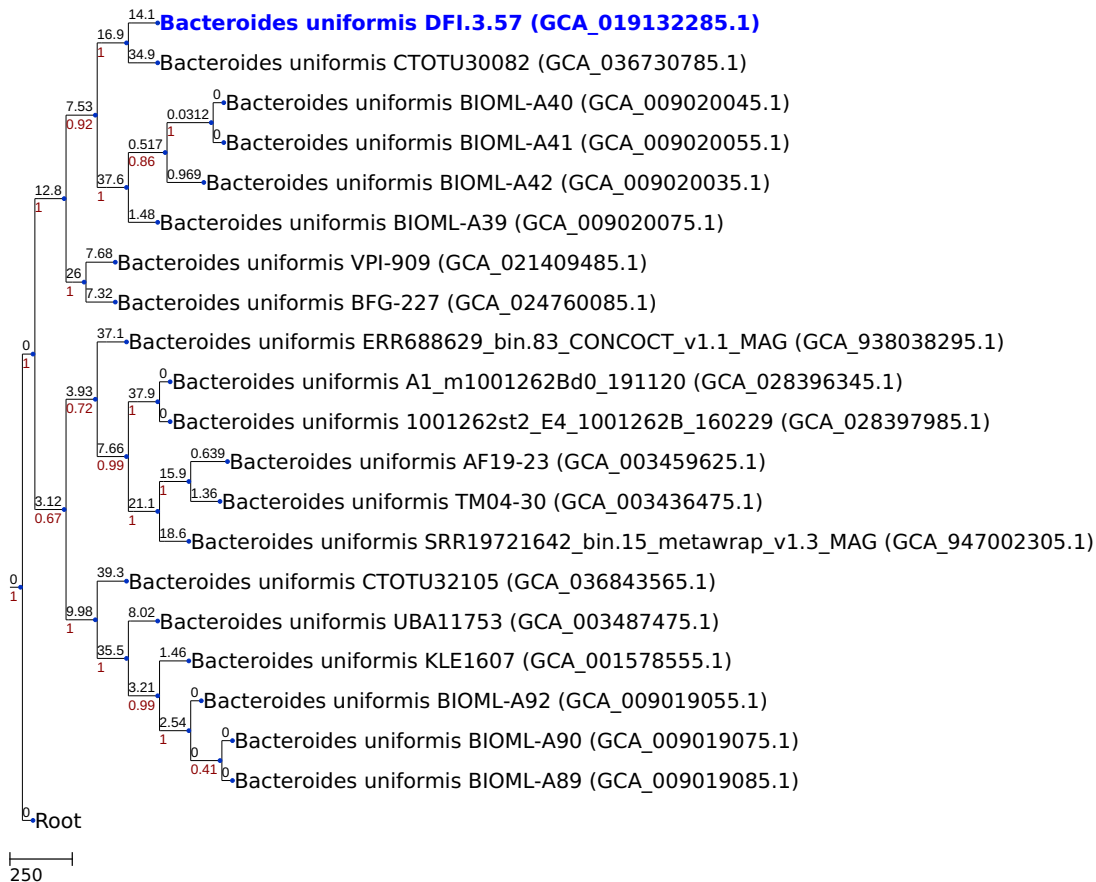 14.1
Bacteroides uniformis DFI.3.57 (GCA_019132285.1)
16.9
1
34.9
Bacteroides uniformis CTOTU30082 (GCA_036730785.1)
0
Bacteroides uniformis BIOML-A40 (GCA_009020045.1)
7.53
0.92
0.0312
1
0
Bacteroides uniformis BIOML-A41 (GCA_009020055.1)
0.517
0.86
0.969
Bacteroides uniformis BIOML-A42 (GCA_009020035.1)
37.6
1
12.8
1
1.48
Bacteroides uniformis BIOML-A39 (GCA_009020075.1)
7.68
Bacteroides uniformis VPI-909 (GCA_021409485.1)
26
1
7.32
Bacteroides uniformis BFG-227 (GCA_024760085.1)
0
1
37.1
Bacteroides uniformis ERR688629_bin.83_CONCOCT_v1.1_MAG (GCA_938038295.1)
0
Bacteroides uniformis A1_m1001262Bd0_191120 (GCA_028396345.1)
3.93
0.72
37.9
1
0
Bacteroides uniformis 1001262st2_E4_1001262B_160229 (GCA_028397985.1)
7.66
0.99
0.639
Bacteroides uniformis AF19-23 (GCA_003459625.1)
15.9
1
1.36
Bacteroides uniformis TM04-30 (GCA_003436475.1)
3.12
0.67
21.1
1
18.6
Bacteroides uniformis SRR19721642_bin.15_metawrap_v1.3_MAG (GCA_947002305.1)
0
1
39.3
Bacteroides uniformis CTOTU32105 (GCA_036843565.1)
9.98
1
8.02
Bacteroides uniformis UBA11753 (GCA_003487475.1)
35.5
1
1.46
Bacteroides uniformis KLE1607 (GCA_001578555.1)
3.21
0.99
0
Bacteroides uniformis BIOML-A92 (GCA_009019055.1)
2.54
1
0
Bacteroides uniformis BIOML-A90 (GCA_009019075.1)
0
0.41
0
Bacteroides uniformis BIOML-A89 (GCA_009019085.1)
0
Root
250